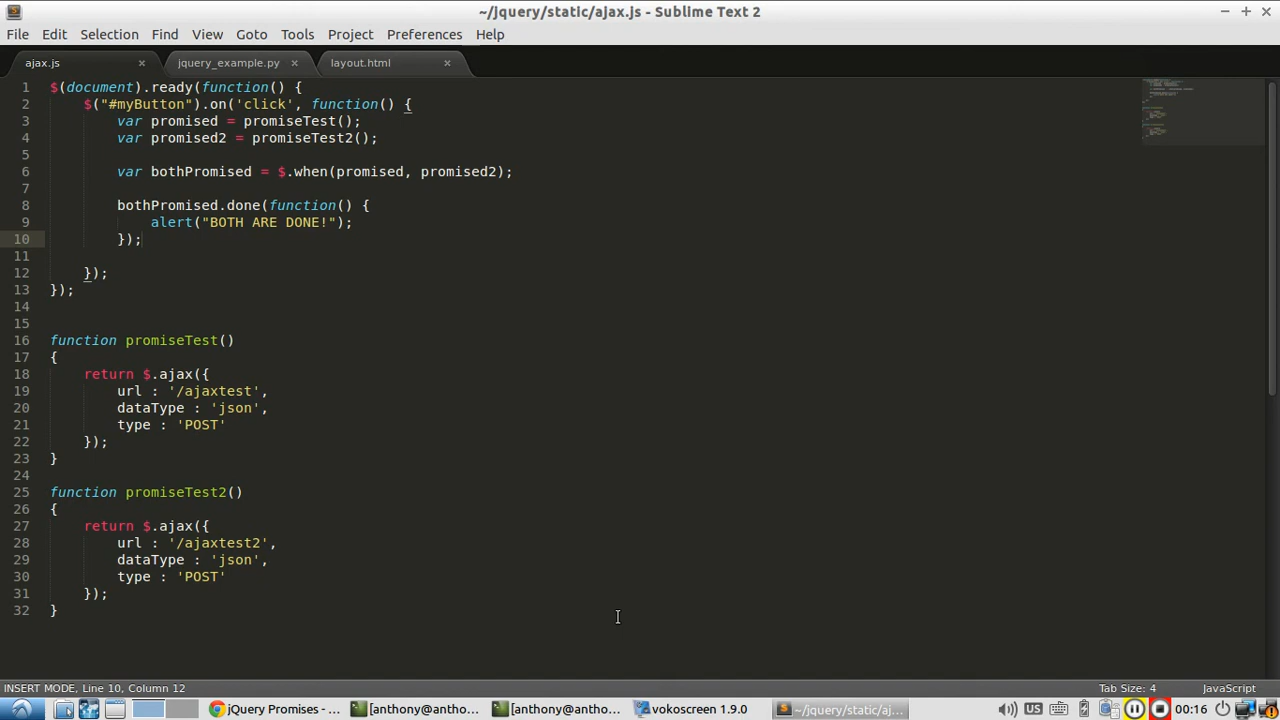 ~/jquery/static/ajax.js - Sublime Text 2
File Edit Selection Find View Goto Tools Project Preferences Help
ajax.js × jquery_example.py × layout.html ×
1 $(document).ready(function() {
2     $("#myButton").on('click', function() {
3         var promised = promiseTest();
4         var promised2 = promiseTest2();
5
6         var bothPromised = $.when(promised, promised2);
7
8         bothPromised.done(function() {
9             alert("BOTH ARE DONE!");
10         });
11
12     });
13 });
14
15
16 function promiseTest()
17 {
18     return $.ajax({
19         url : '/ajaxtest',
20         dataType : 'json',
21         type : 'POST'
22     });
23 }
24
25 function promiseTest2()
26 {
27     return $.ajax({
28         url : '/ajaxtest2',
29         dataType : 'json',
30         type : 'POST'
31     });
32 }
INSERT MODE, Line 10, Column 12 Tab Size: 4 JavaScript
jQuery Promises - ... [anthony@anthо... [anthony@antho... vokoscreen 1.9.0 ~/jquery/static/aj... US 00:16